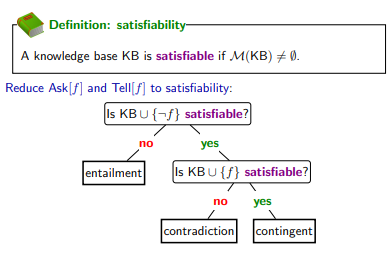 Definition: satisfiability
A knowledge base KB is satisfiable if ℳ(KB) ≠ ∅.
Reduce Ask[f] and Tell[f] to satisfiability:
Is KB ∪ {¬f} satisfiable?
no yes
entailment
Is KB ∪ {f} satisfiable?
no yes
contradiction contingent